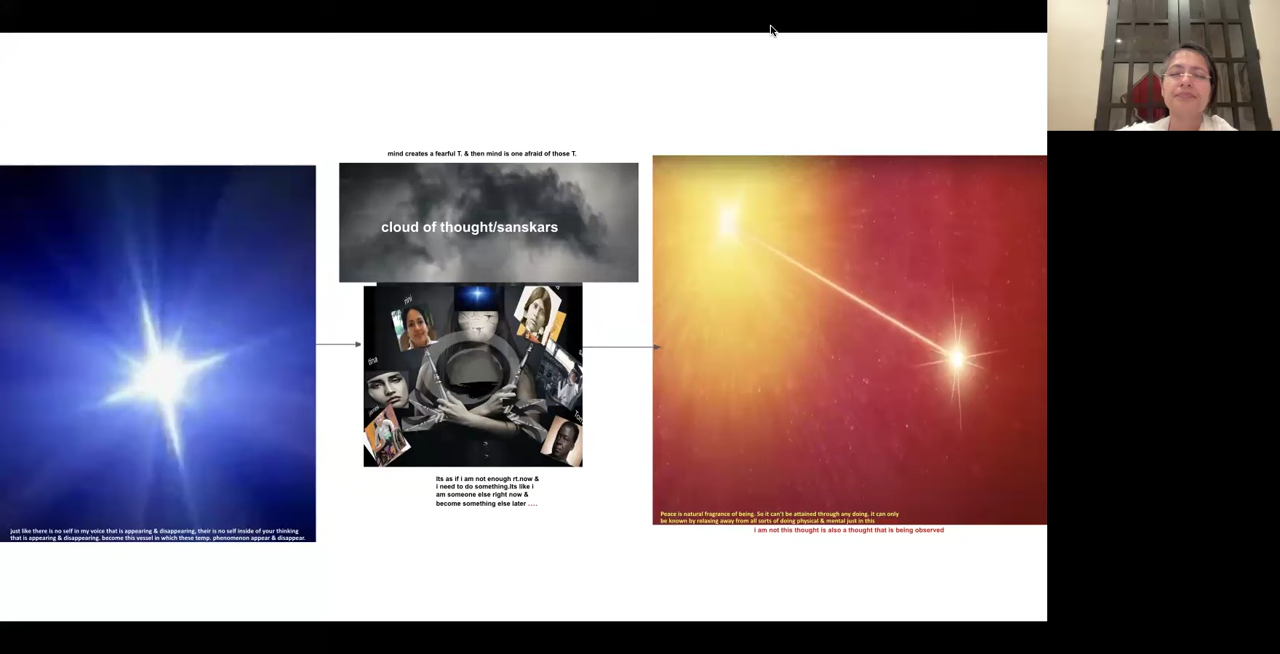 mind creates a fearful T. & then mind is one afraid of those T.
cloud of thought/sanskars
rini
tina
james
Tom
Its as if i am not enough rt.now &
i need to do something.Its like i
am someone else right now &
become something else later ....
just like there is no self in my voice that is appearing & disappearing, their is no self inside of your thinking
that is appearing & disappearing. become this vessel in which these temp. phenomenon appear & disappear.
Peace is natural fragrance of being. So it can't be attained through any doing. it can only
be known by relaxing away from all sorts of doing physical & mental just in this
i am not this thought is also a thought that is being observed